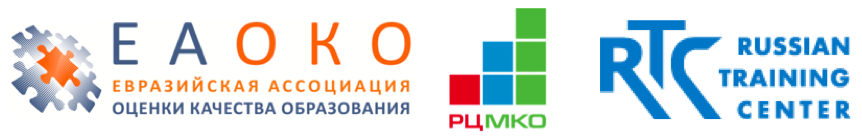 ЕАОКО
ЕВРАЗИЙСКАЯ АССОЦИАЦИЯ
ОЦЕНКИ КАЧЕСТВА ОБРАЗОВАНИЯ
РЦМКО
RTC
RUSSIAN
TRAINING
CENTER